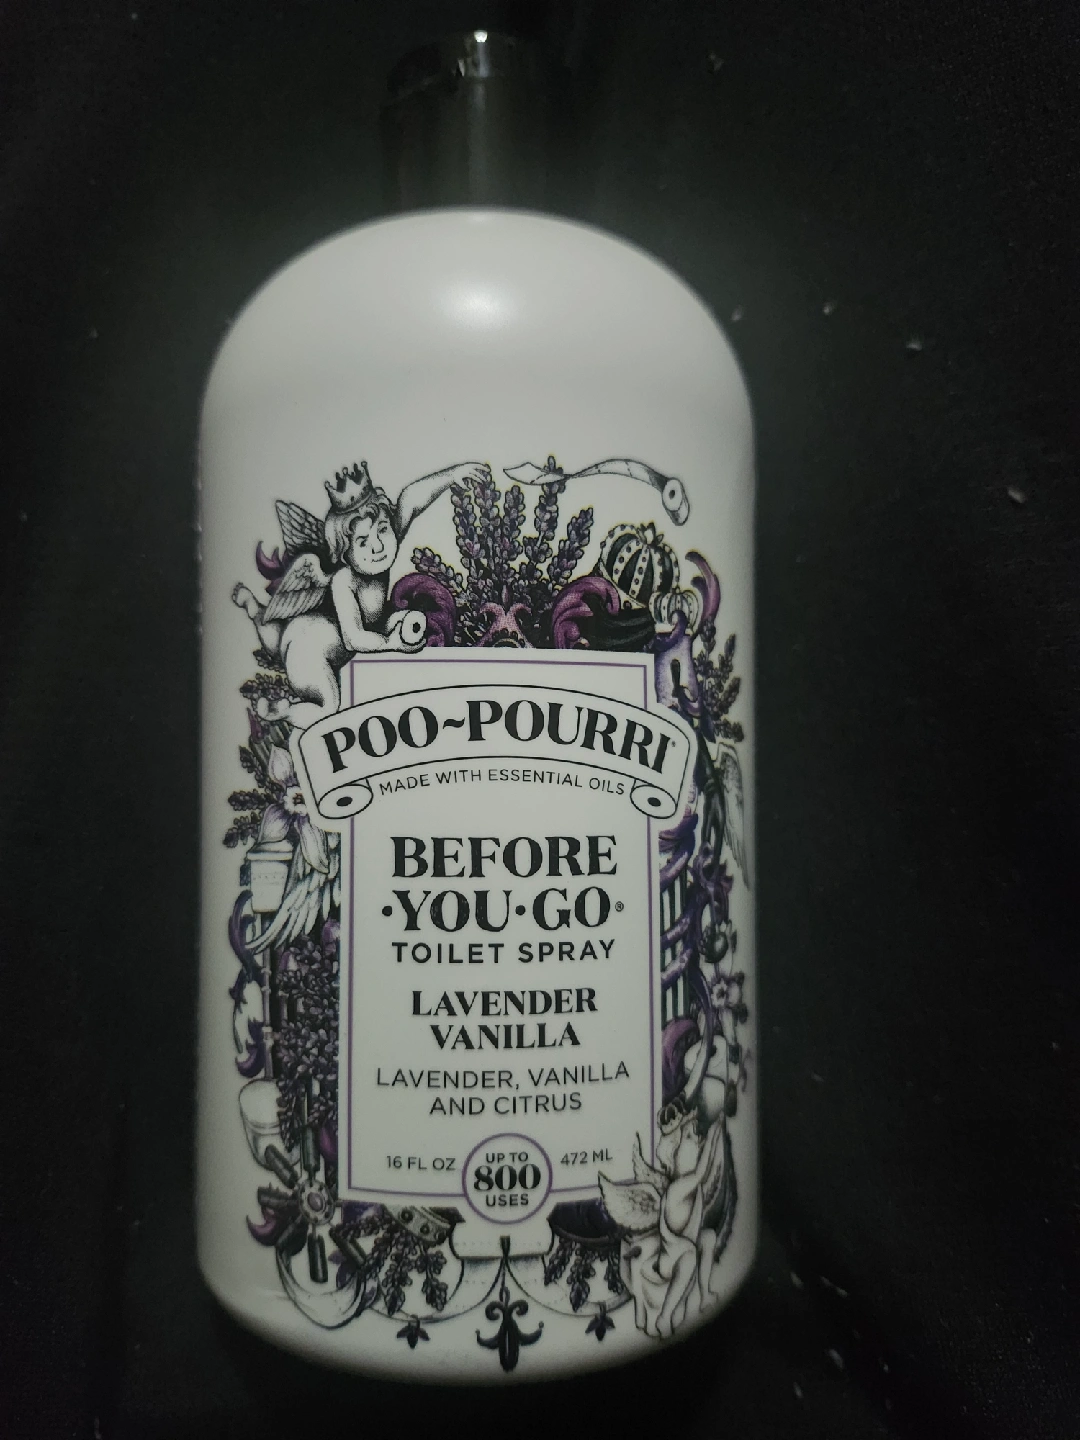 POO~POURRI®
MADE WITH ESSENTIAL OILS
BEFORE
·YOU·GO®
TOILET SPRAY
LAVENDER
VANILLA
LAVENDER, VANILLA
AND CITRUS
16 FL OZ
UP TO
800
USES
472 ML